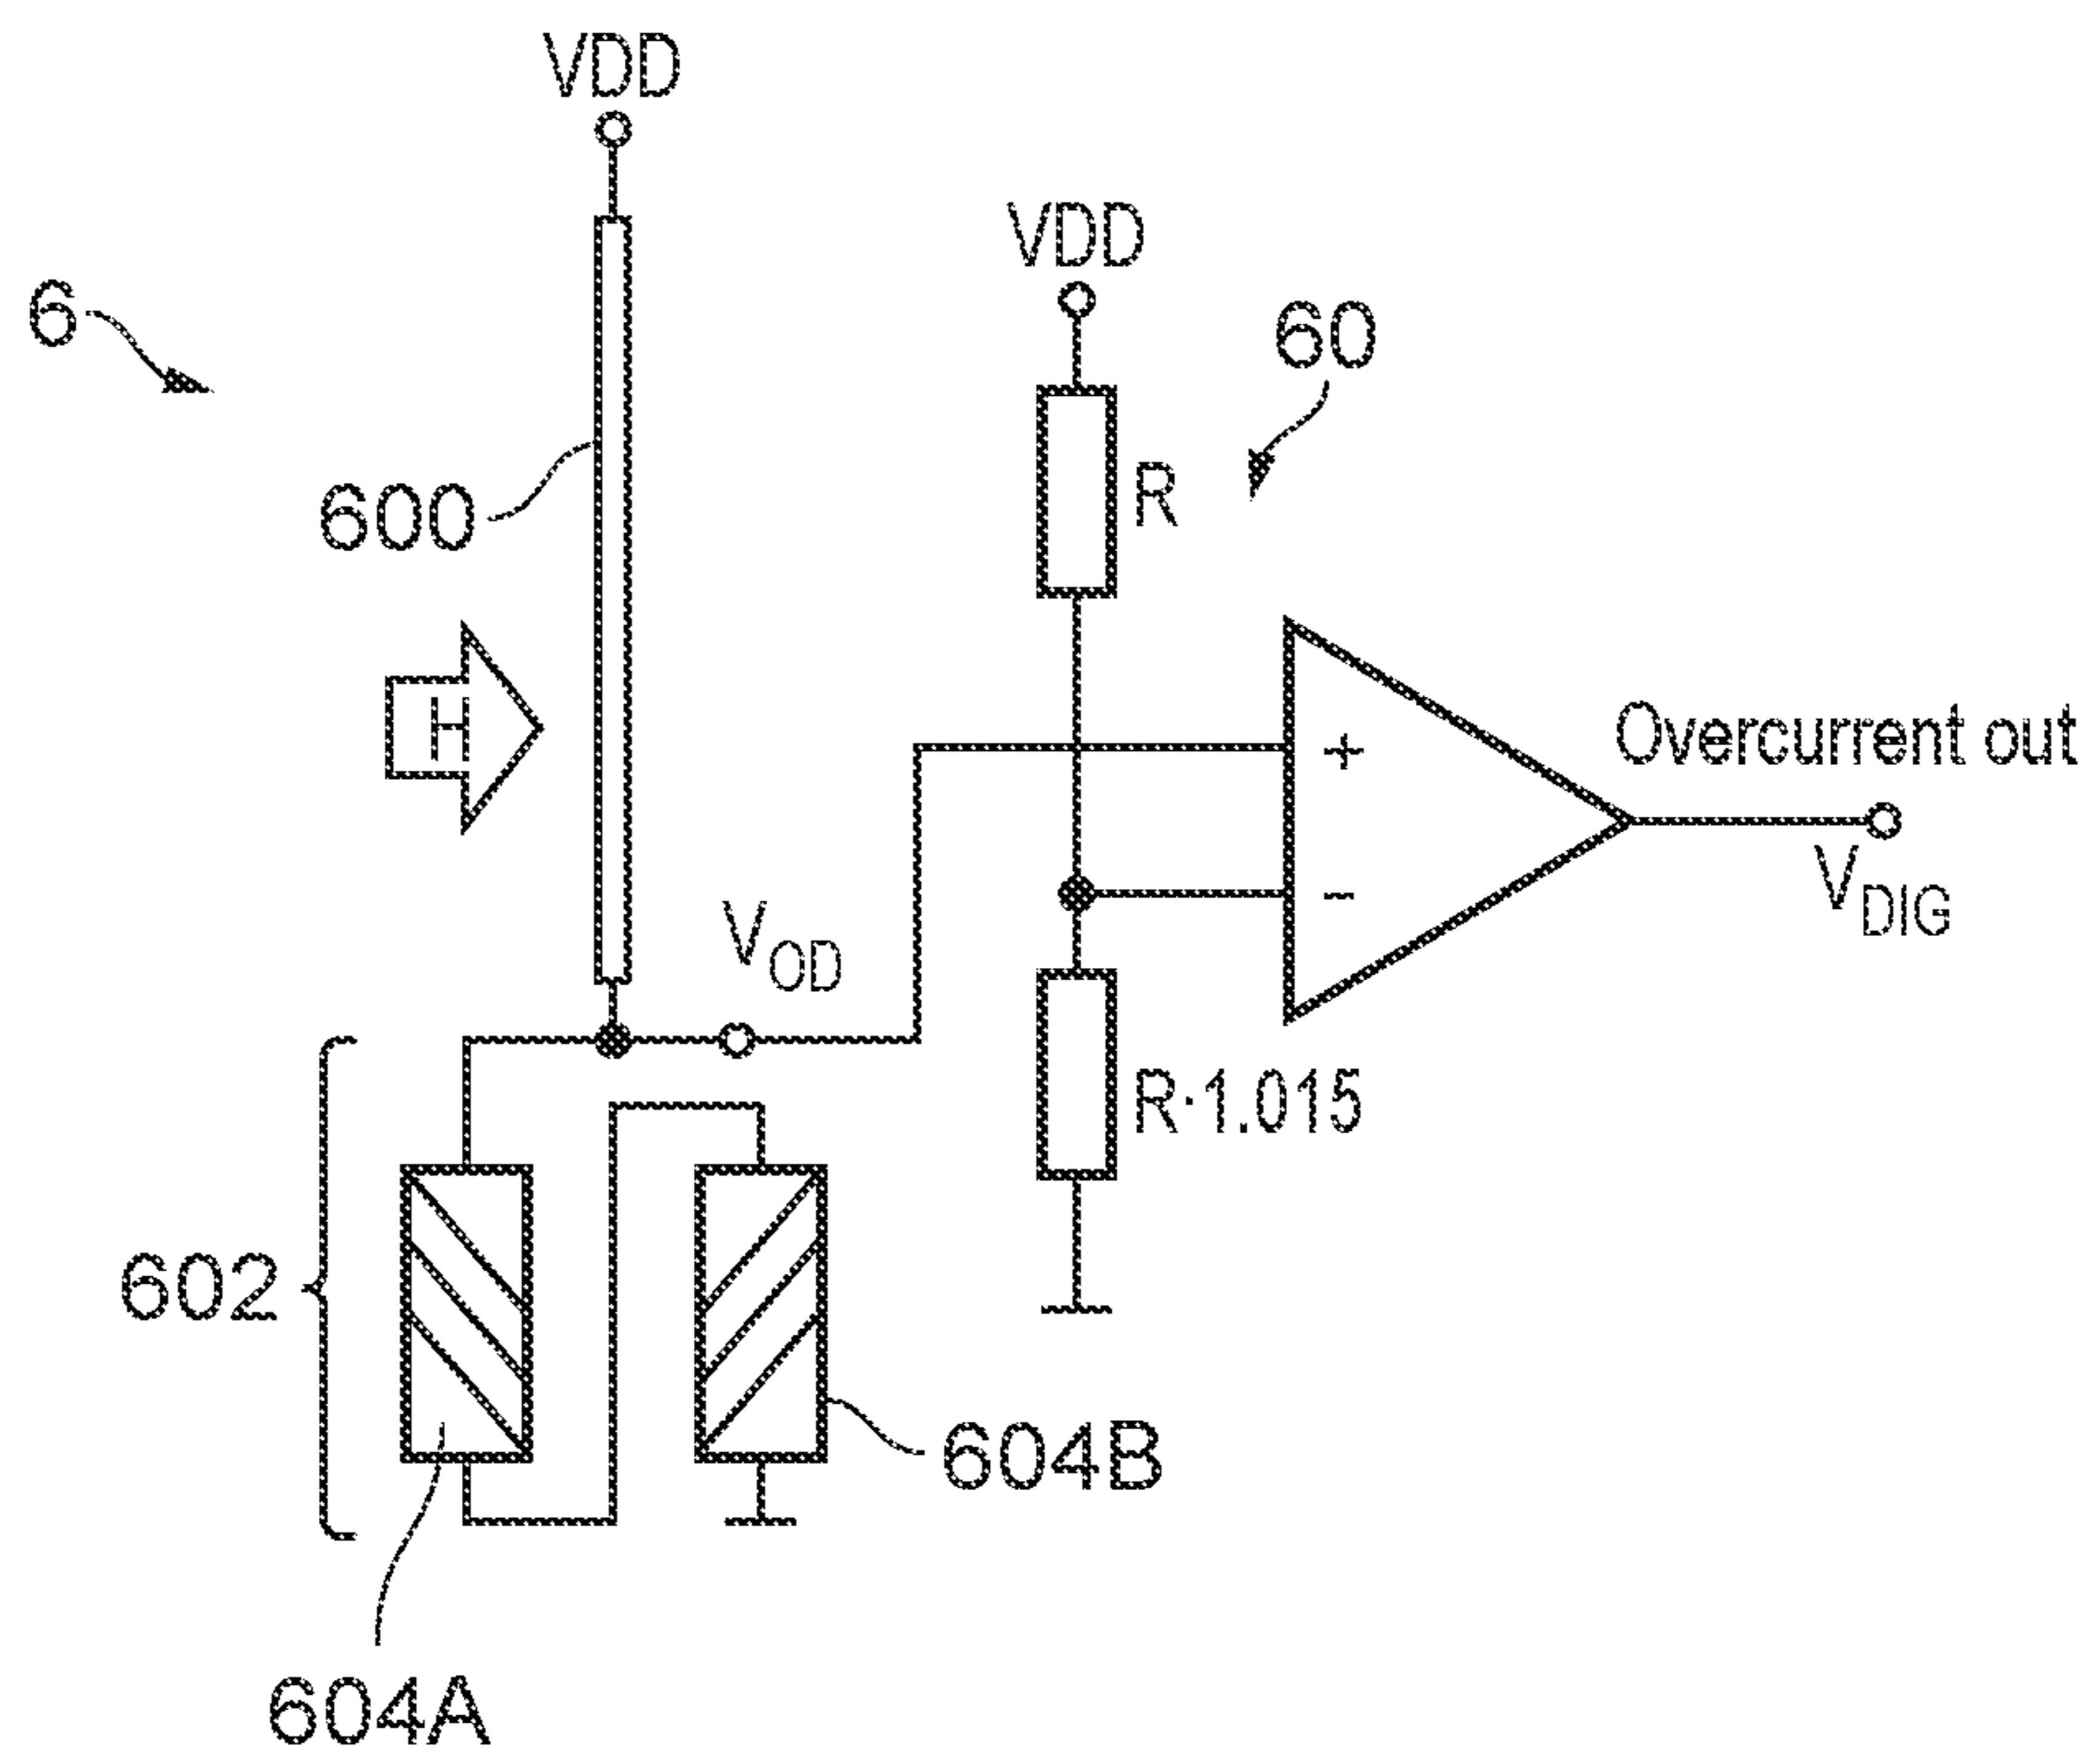 VDD
VDD
6
60
600
R
H
+
Overcurrent out
V_DIG
-
V_OD
R·1.015
602
604B
604A